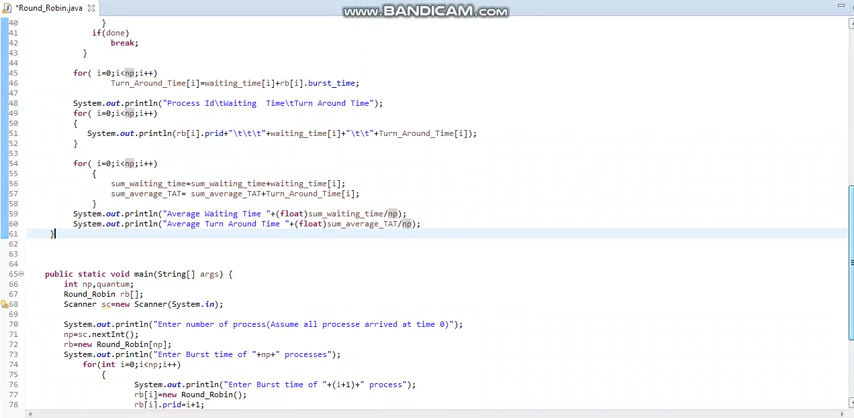 *Round_Robin.java
www.BANDICAM.com
40 }
41 if(done)
42 break;
43 }
44
45 for( i=0;i<np;i++)
46 Turn_Around_Time[i]=waiting_time[i]+rb[i].burst_time;
47
48 System.out.println("Process Id\tWaiting  Time\tTurn Around Time");
49 for( i=0;i<np;i++)
50 {
51 System.out.println(rb[i].prid+"\t\t\t"+waiting_time[i]+"\t\t"+Turn_Around_Time[i]);
52 }
53
54 for( i=0;i<np;i++)
55 {
56 sum_waiting_time=sum_waiting_time+waiting_time[i];
57 sum_average_TAT= sum_average_TAT+Turn_Around_Time[i];
58 }
59 System.out.println("Average Waiting Time "+(float)sum_waiting_time/np);
60 System.out.println("Average Turn Around Time "+(float)sum_average_TAT/np);
61 }
62
63
64
65 public static void main(String[] args) {
66 int np,quantum;
67 Round_Robin rb[];
68 Scanner sc=new Scanner(System.in);
69
70 System.out.println("Enter number of process(Assume all processe arrived at time 0)");
71 np=sc.nextInt();
72 rb=new Round_Robin[np];
73 System.out.println("Enter Burst time of "+np+" processes");
74 for(int i=0;i<np;i++)
75 {
76 System.out.println("Enter Burst time of "+(i+1)+" process");
77 rb[i]=new Round_Robin();
78 rb[i].prid=i+1;